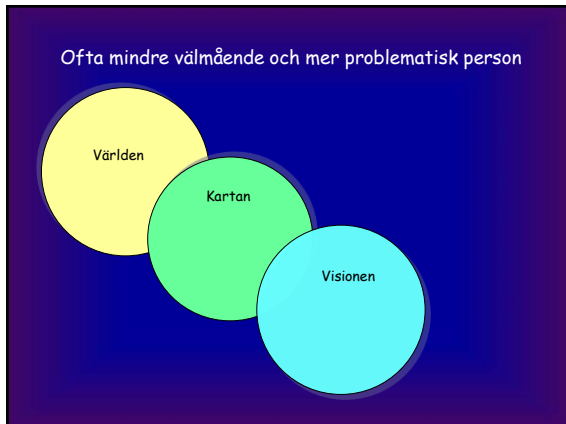 Ofta mindre välmående och mer problematisk person
Världen
Kartan
Visionen